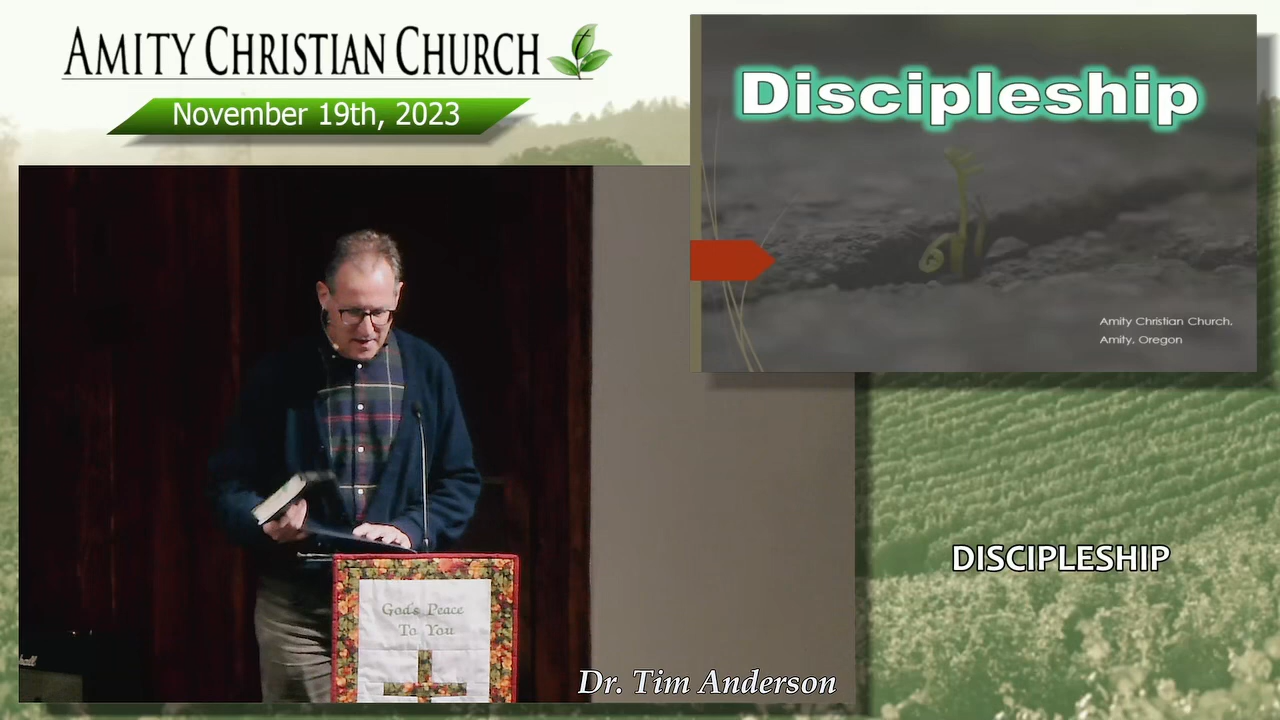 AMITY CHRISTIAN CHURCH
November 19th, 2023
Discipleship
Amity Christian Church,
Amity, Oregon
DISCIPLESHIP
God's Peace
To You
Dr. Tim Anderson